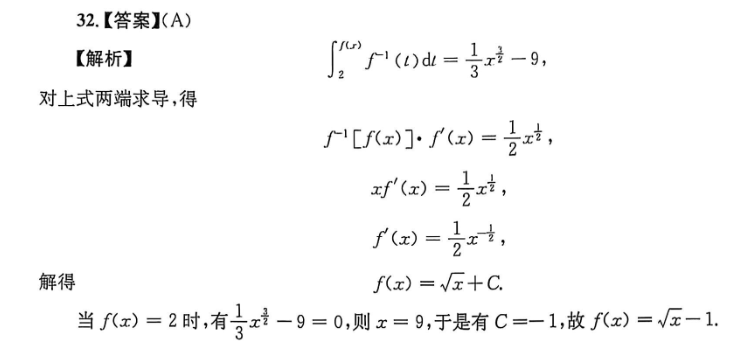 32.【答案】(A)
【解析】 ∫₂^{f(x)} f⁻¹(t)dt = 1/3 x^{3/2} − 9,
对上式两端求导,得
f⁻¹[f(x)]· f′(x) = 1/2 x^{1/2},
xf′(x) = 1/2 x^{1/2},
f′(x) = 1/2 x^{−1/2},
解得 f(x) = √x + C.
当 f(x) = 2 时,有 1/3 x^{3/2} − 9 = 0,则 x = 9,于是有 C = −1,故 f(x) = √x − 1.